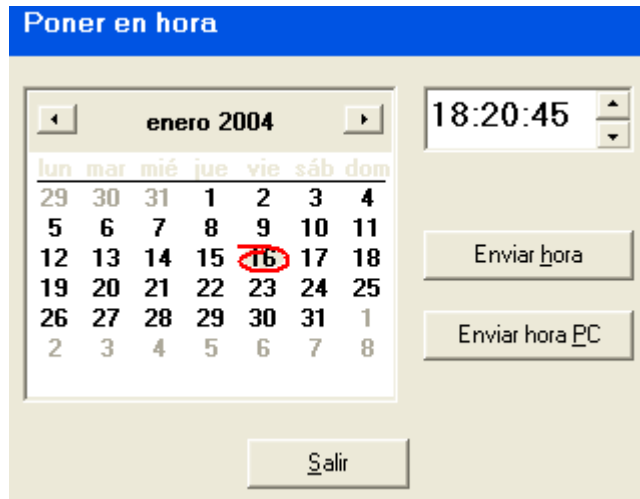 Poner en hora
enero 2004
18:20:45
lun mar mié jue vie sáb dom
29 30 31 1 2 3 4
5 6 7 8 9 10 11
12 13 14 15 16 17 18
19 20 21 22 23 24 25
26 27 28 29 30 31 1
2 3 4 5 6 7 8
Enviar hora
Enviar hora PC
Salir